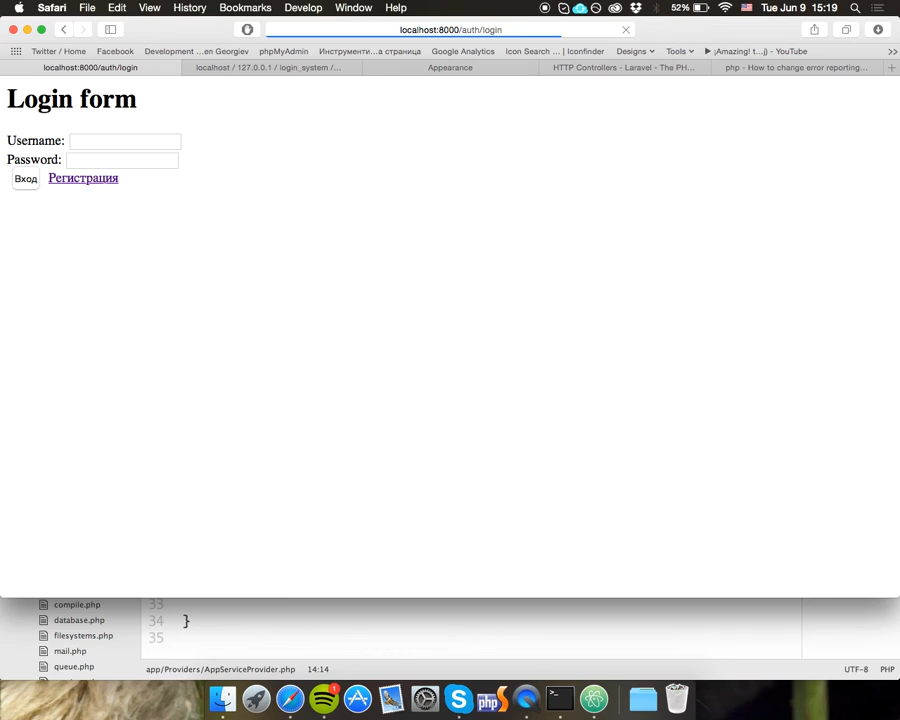 Safari File Edit View History Bookmarks Develop Window Help 52% Tue Jun 9 15:19
localhost:8000/auth/login
Twitter / Home Facebook Development ...en Georgiev phpMyAdmin Инструменти...а страница Google Analytics Icon Search ... | Iconfinder Designs Tools ¡Amazing! t...j) - YouTube >>
localhost:8000/auth/login localhost / 127.0.0.1 / login_system /... Appearance HTTP Controllers - Laravel - The PH... php - How to change error reporting... +
Login form
Username:
Password:
Вход Регистрация
compile.php 33
database.php 34 }
filesystems.php 35
mail.php
queue.php app/Providers/AppServiceProvider.php 14:14 UTF-8 PHP
1
php